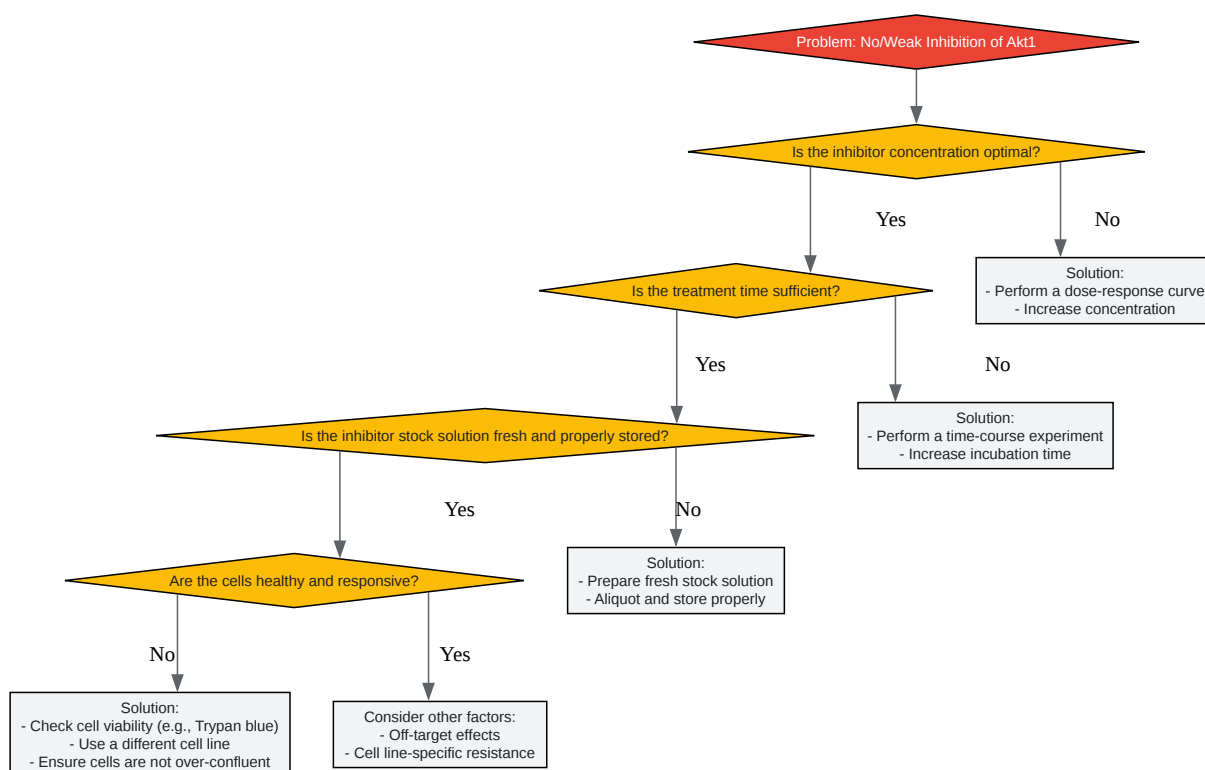 Problem: No/Weak Inhibition of Akt1
Is the inhibitor concentration optimal?
Yes
No
Solution:
- Perform a dose-response curve
- Increase concentration
Is the treatment time sufficient?
Yes
No
Solution:
- Perform a time-course experiment
- Increase incubation time
Is the inhibitor stock solution fresh and properly stored?
Yes
No
Solution:
- Prepare fresh stock solution
- Aliquot and store properly
Are the cells healthy and responsive?
No
Yes
Solution:
- Check cell viability (e.g., Trypan blue)
- Use a different cell line
- Ensure cells are not over-confluent
Consider other factors:
- Off-target effects
- Cell line-specific resistance